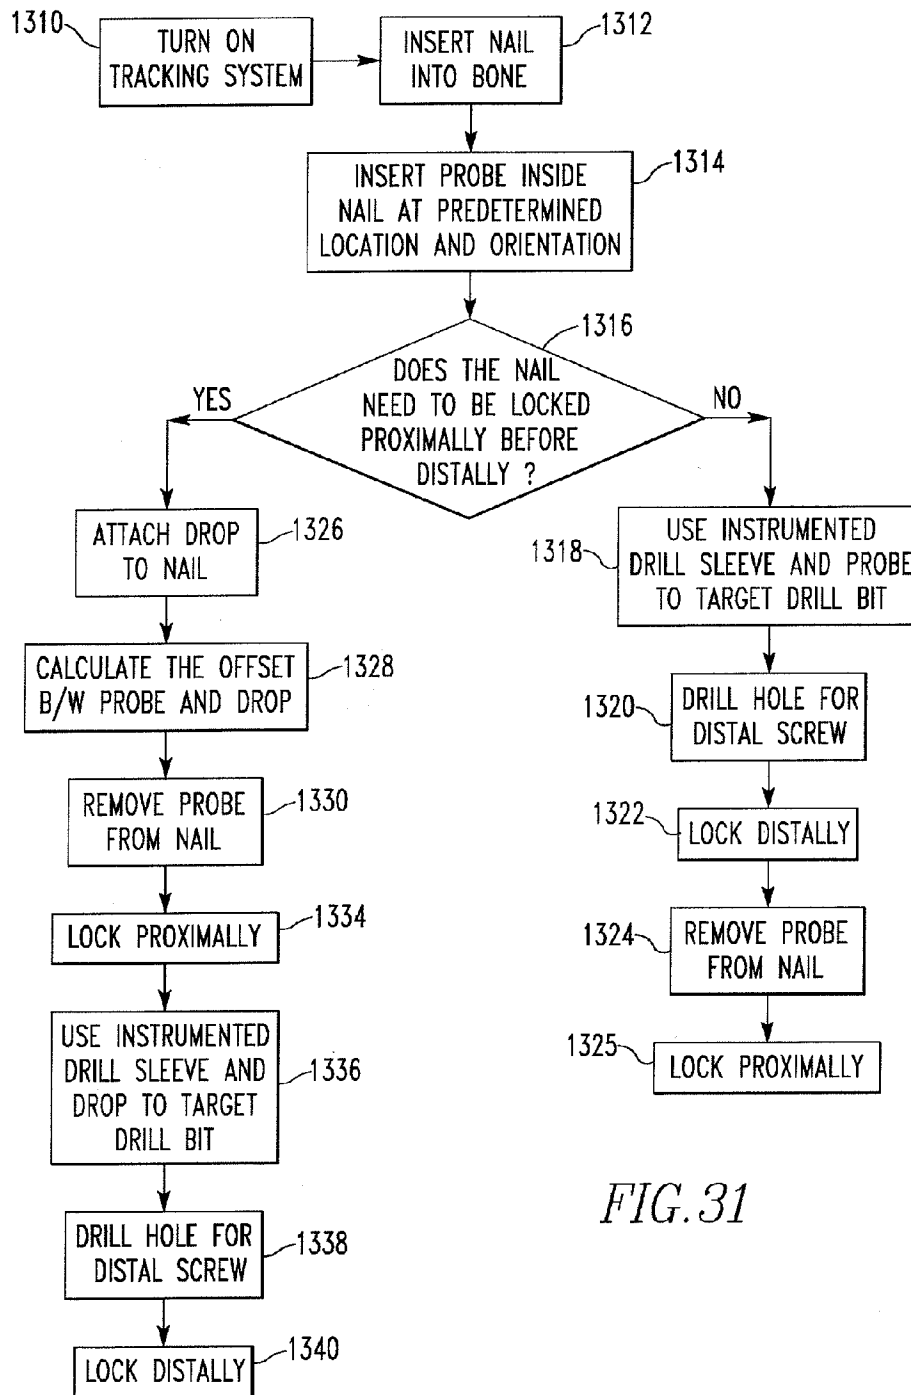 1310
TURN ON
TRACKING SYSTEM
INSERT NAIL
INTO BONE
1312
INSERT PROBE INSIDE
NAIL AT PREDETERMINED
LOCATION AND ORIENTATION
1314
1316
DOES THE NAIL
NEED TO BE LOCKED
PROXIMALLY BEFORE
DISTALLY ?
YES
NO
ATTACH DROP
TO NAIL
1326
CALCULATE THE OFFSET
B/W PROBE AND DROP
1328
REMOVE PROBE
FROM NAIL
1330
LOCK PROXIMALLY
1334
USE INSTRUMENTED
DRILL SLEEVE AND
DROP TO TARGET
DRILL BIT
1336
DRILL HOLE FOR
DISTAL SCREW
1338
LOCK DISTALLY
1340
1318
USE INSTRUMENTED
DRILL SLEEVE AND PROBE
TO TARGET DRILL BIT
1320
DRILL HOLE FOR
DISTAL SCREW
1322
LOCK DISTALLY
1324
REMOVE PROBE
FROM NAIL
1325
LOCK PROXIMALLY
FIG.31